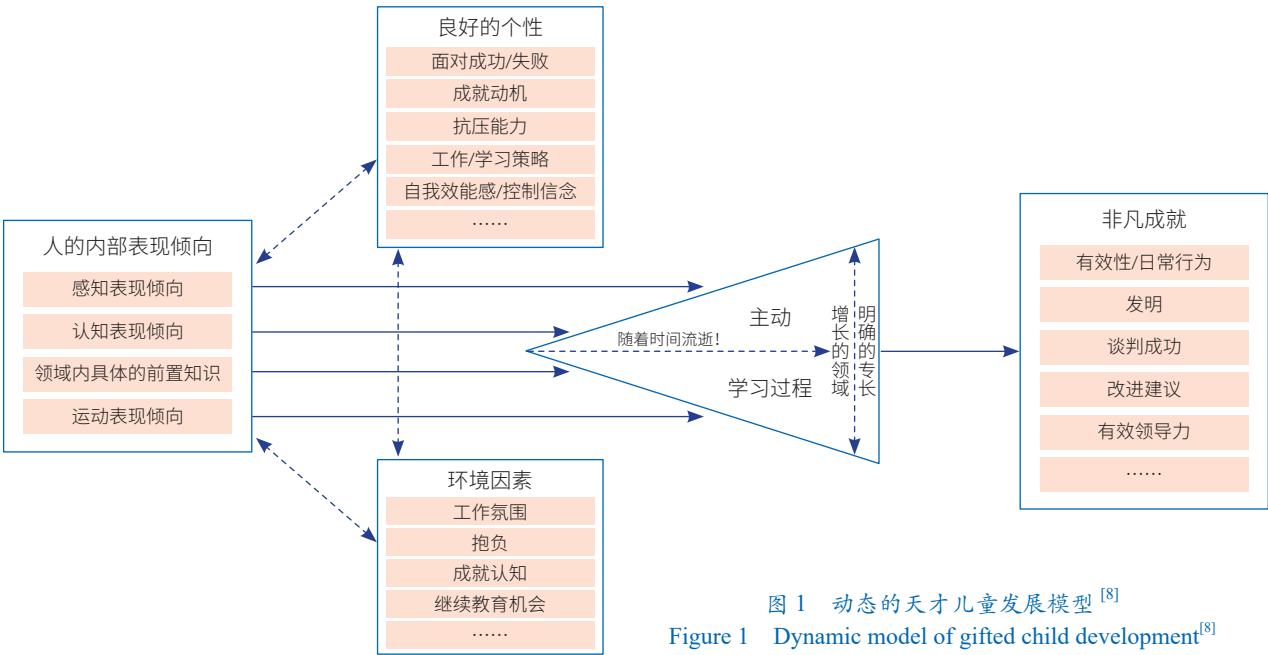 良好的个性
面对成功/失败
成就动机
抗压能力
工作/学习策略
自我效能感/控制信念
……
人的内部表现倾向
感知表现倾向
认知表现倾向
领域内具体的前置知识
运动表现倾向
环境因素
工作氛围
抱负
成就认知
继续教育机会
……
主动
随着时间流逝!
学习过程
增长的领域
明确的专长
非凡成就
有效性/日常行为
发明
谈判成功
改进建议
有效领导力
……
图 1 动态的天才儿童发展模型 [8]
Figure 1 Dynamic model of gifted child development[8]